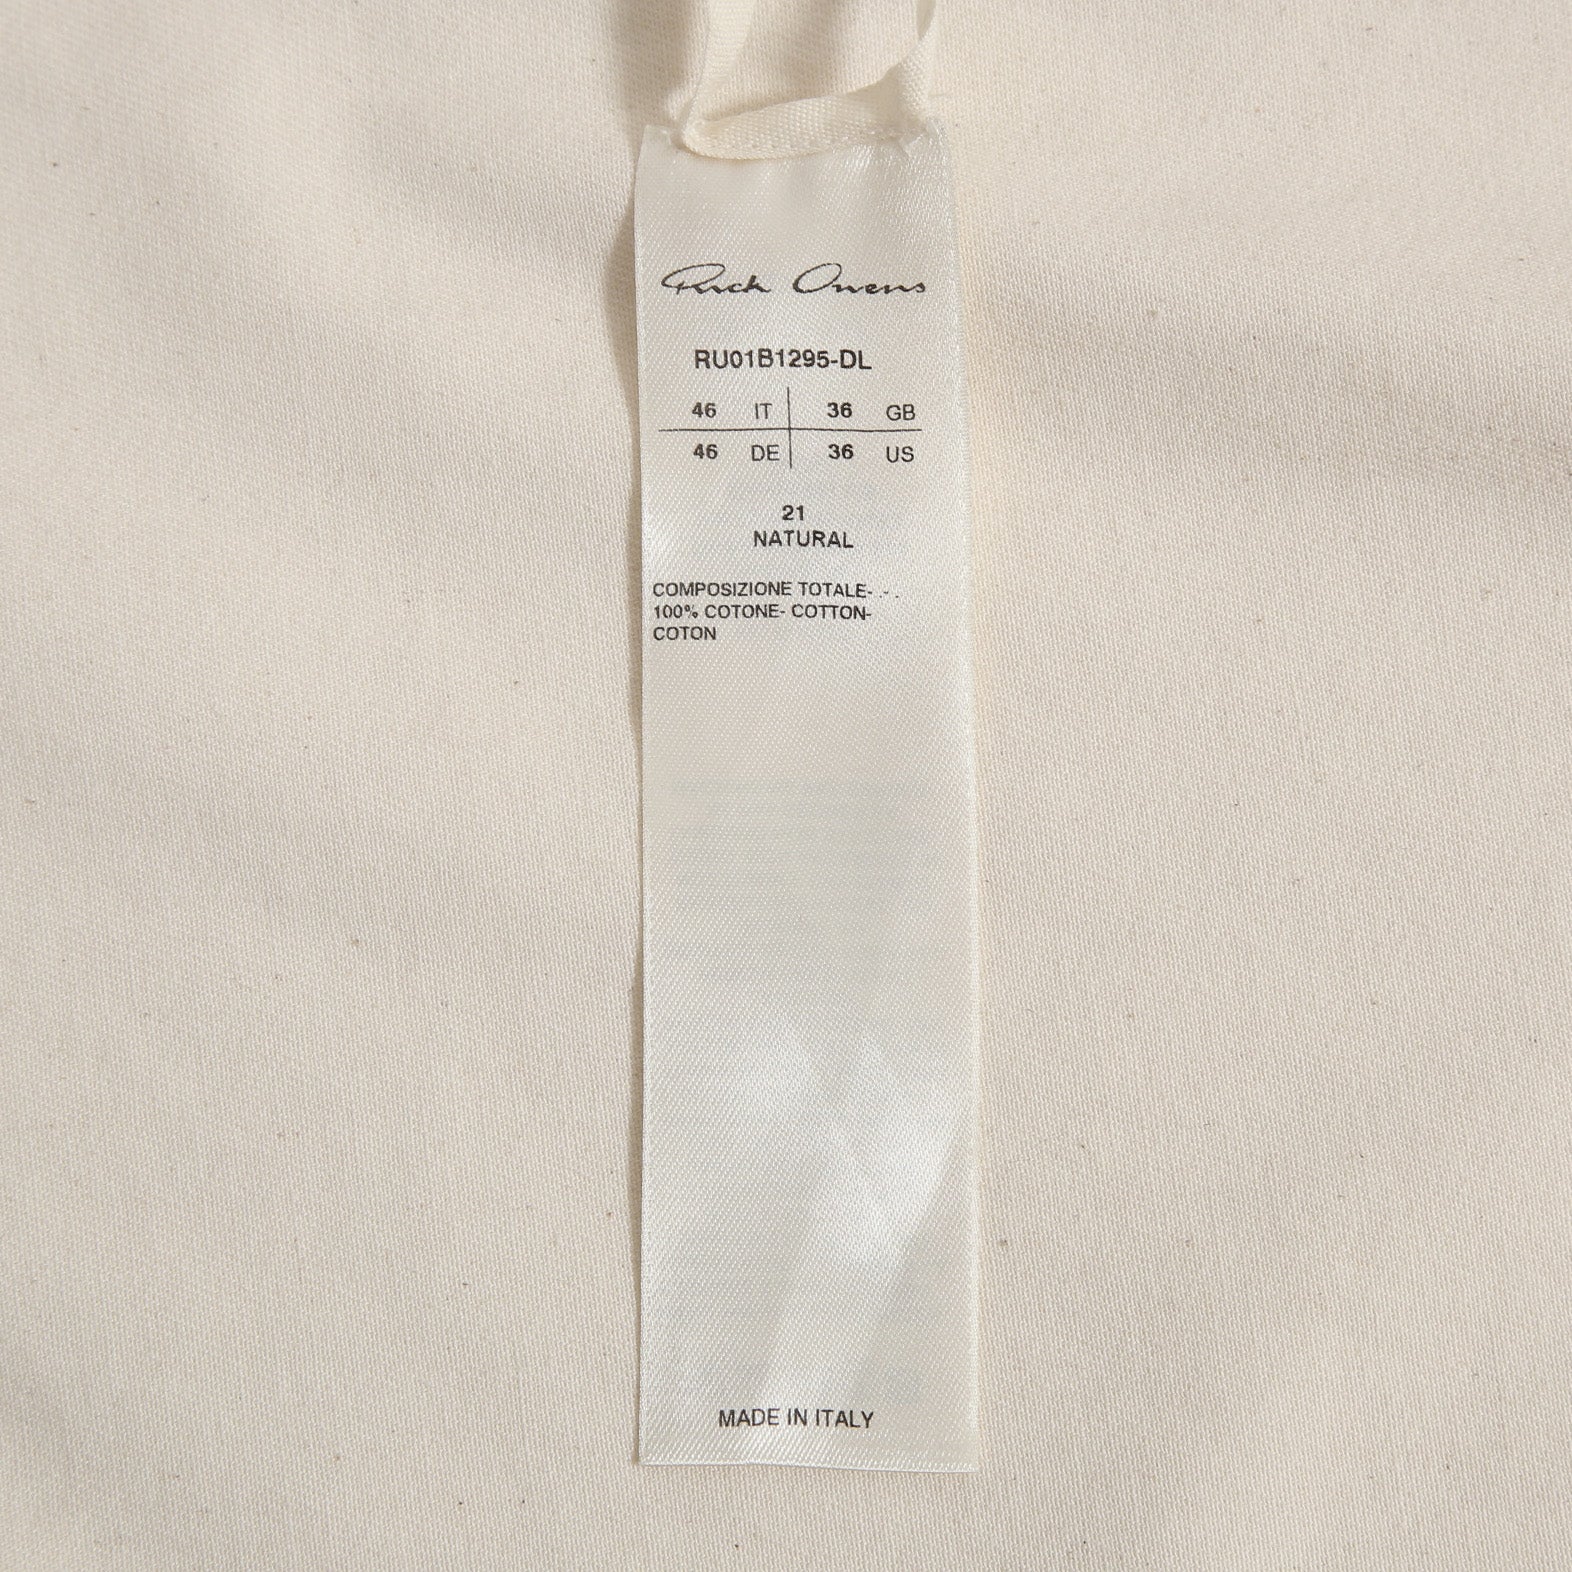 Rick Owens
RU01B1295-DL
46 IT 36 GB
46 DE 36 US
21
NATURAL
COMPOSIZIONE TOTALE- .- .
100% COTONE- COTTON-
COTON
MADE IN ITALY